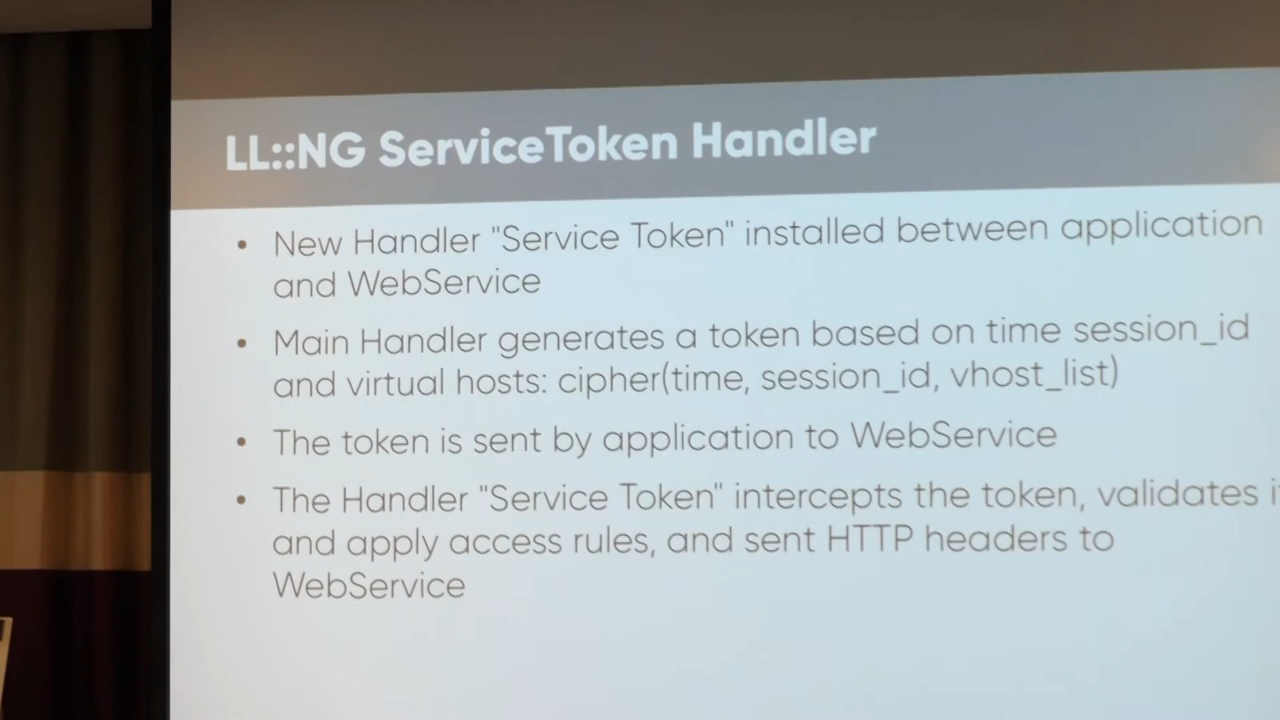 LL::NG ServiceToken Handler
• New Handler "Service Token" installed between application
and WebService
• Main Handler generates a token based on time session_id
and virtual hosts: cipher(time, session_id, vhost_list)
• The token is sent by application to WebService
• The Handler "Service Token" intercepts the token, validates it
and apply access rules, and sent HTTP headers to
WebService